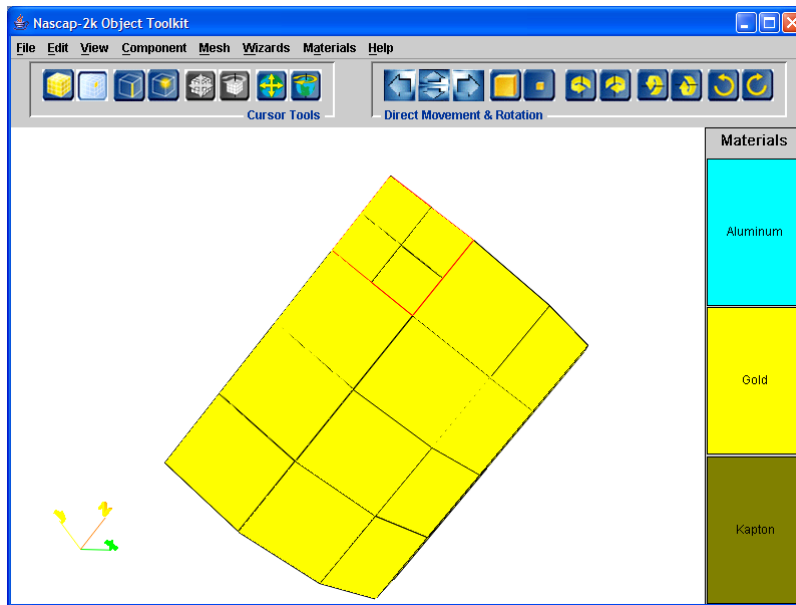 Nascap-2k Object Toolkit
File Edit View Component Mesh Wizards Materials Help
Cursor Tools
Direct Movement & Rotation
Materials
Aluminum
Gold
Kapton